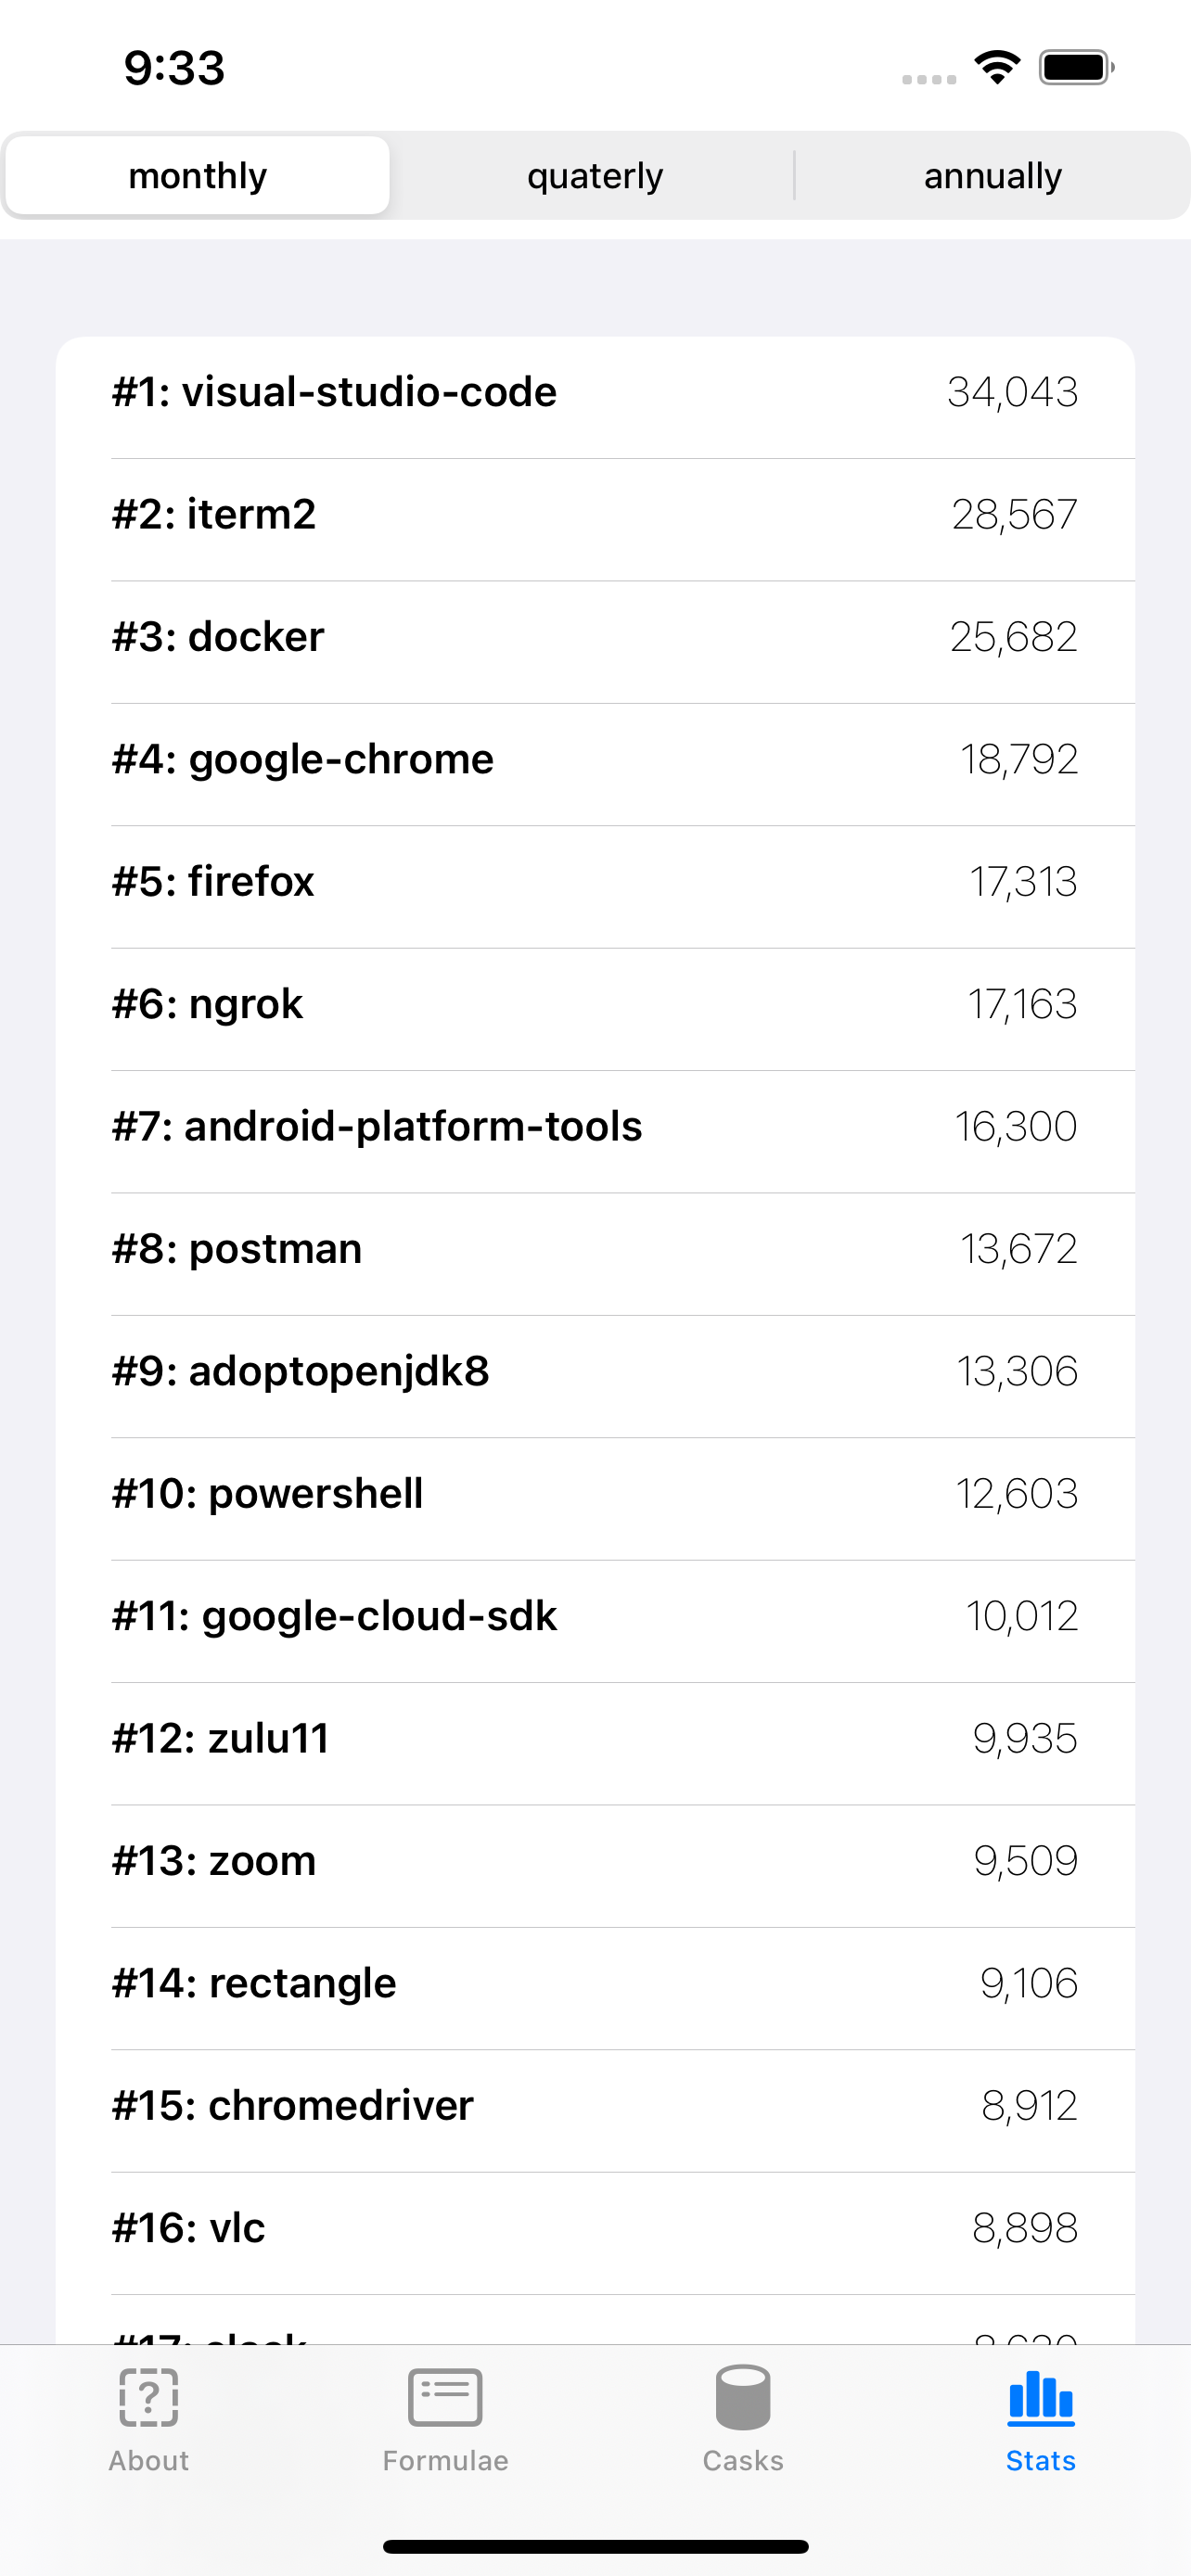 9:33
monthly quaterly annually
#1: visual-studio-code 34,043
#2: iterm2 28,567
#3: docker 25,682
#4: google-chrome 18,792
#5: firefox 17,313
#6: ngrok 17,163
#7: android-platform-tools 16,300
#8: postman 13,672
#9: adoptopenjdk8 13,306
#10: powershell 12,603
#11: google-cloud-sdk 10,012
#12: zulu11 9,935
#13: zoom 9,509
#14: rectangle 9,106
#15: chromedriver 8,912
#16: vlc 8,898
#17: slack
About Formulae Casks Stats